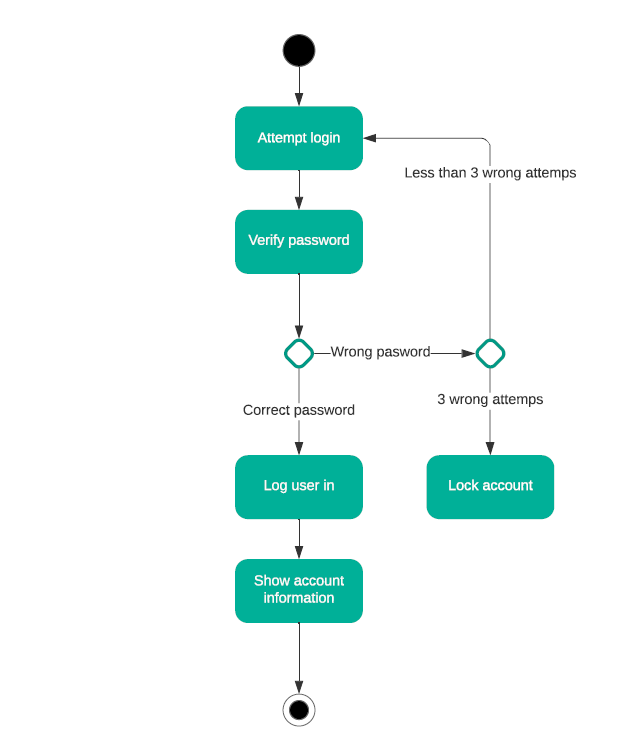 Attempt login
Less than 3 wrong attemps
Verify password
Wrong pasword
3 wrong attemps
Correct password
Log user in
Lock account
Show account
information